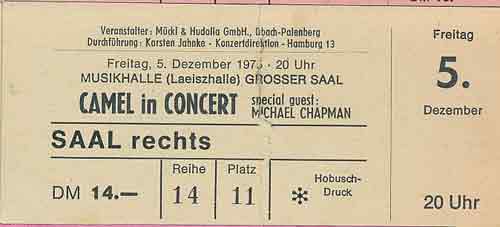 Veranstalter: Mückl & Hudolla GmbH., Übach-Palenberg
Durchführung: Karsten Jahnke - Konzertdirektion - Hamburg 13
Freitag, 5. Dezember 1975 · 20 Uhr
MUSIKHALLE (Laeiszhalle) GROSSER SAAL
CAMEL in CONCERT special guest: MICHAEL CHAPMAN
SAAL rechts
DM 14.—
Reihe
14
Platz
11
*
Hobusch-
Druck
Freitag
5.
Dezember
20 Uhr